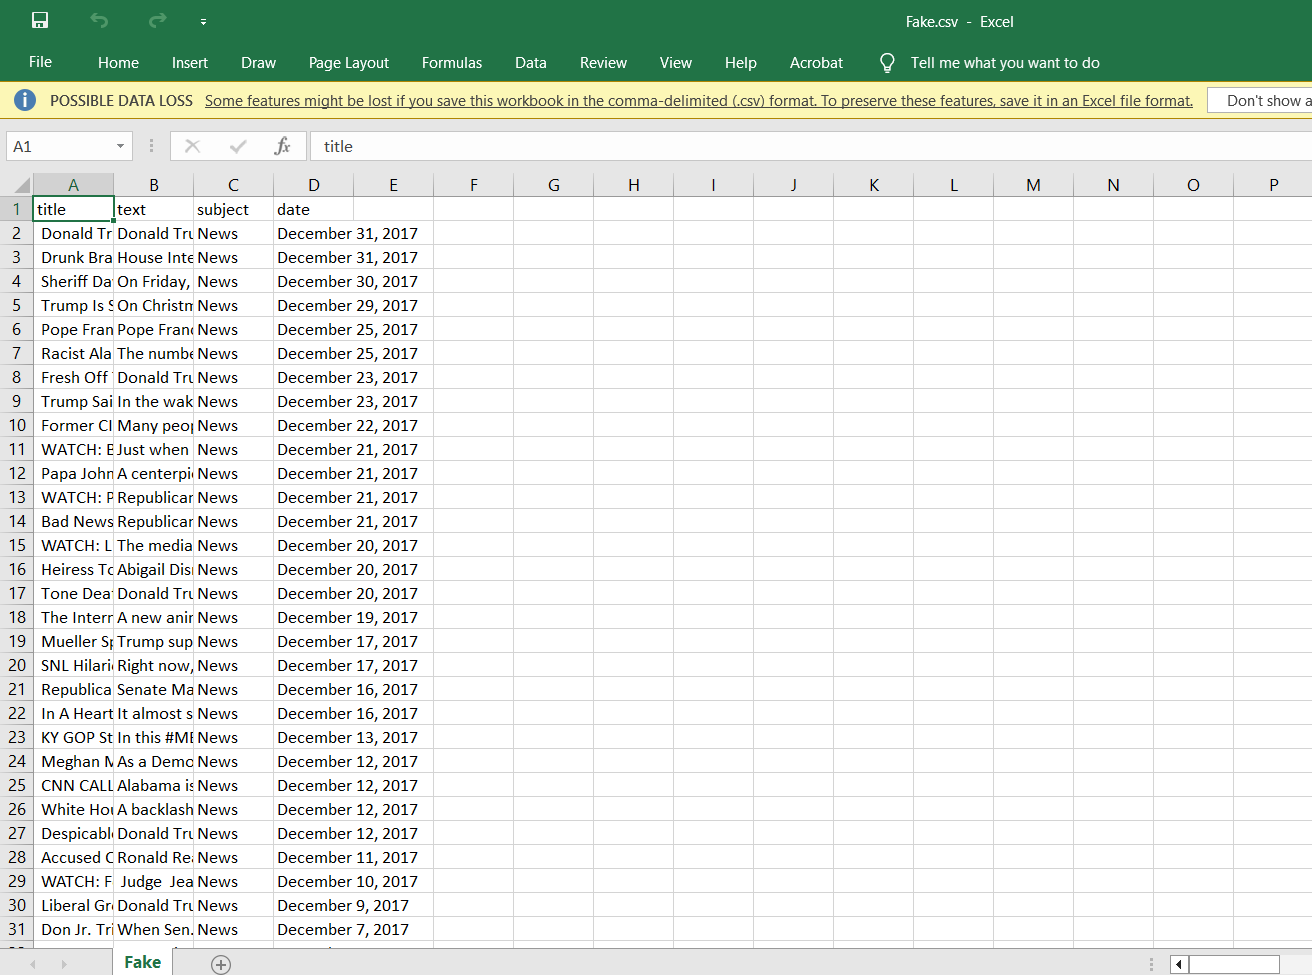 Fake.csv - Excel
File Home Insert Draw Page Layout Formulas Data Review View Help Acrobat Tell me what you want to do
POSSIBLE DATA LOSS Some features might be lost if you save this workbook in the comma-delimited (.csv) format. To preserve these features, save it in an Excel file format. Don't show a
A1 fx title
A B C D E F G H I J K L M N O P
1 title text subject date
2 Donald Tr Donald Tru News December 31, 2017
3 Drunk Bra House Inte News December 31, 2017
4 Sheriff Da On Friday, News December 30, 2017
5 Trump Is S On Christm News December 29, 2017
6 Pope Fran Pope Franc News December 25, 2017
7 Racist Ala The numbe News December 25, 2017
8 Fresh Off Donald Tru News December 23, 2017
9 Trump Sai In the wak News December 23, 2017
10 Former CI Many peop News December 22, 2017
11 WATCH: B Just when News December 21, 2017
12 Papa John A centerpi News December 21, 2017
13 WATCH: P Republican News December 21, 2017
14 Bad News Republican News December 21, 2017
15 WATCH: L The media News December 20, 2017
16 Heiress To Abigail Dis News December 20, 2017
17 Tone Deaf Donald Tru News December 20, 2017
18 The Intern A new anim News December 19, 2017
19 Mueller Sp Trump sup News December 17, 2017
20 SNL Hilari Right now, News December 17, 2017
21 Republica Senate Ma News December 16, 2017
22 In A Heart It almost s News December 16, 2017
23 KY GOP St In this #ME News December 13, 2017
24 Meghan M As a Demo News December 12, 2017
25 CNN CALL Alabama is News December 12, 2017
26 White Hou A backlash News December 12, 2017
27 Despicabl Donald Tru News December 12, 2017
28 Accused C Ronald Rea News December 11, 2017
29 WATCH: F Judge Jea News December 10, 2017
30 Liberal Gr Donald Tru News December 9, 2017
31 Don Jr. Tri When Sen. News December 7, 2017
Fake